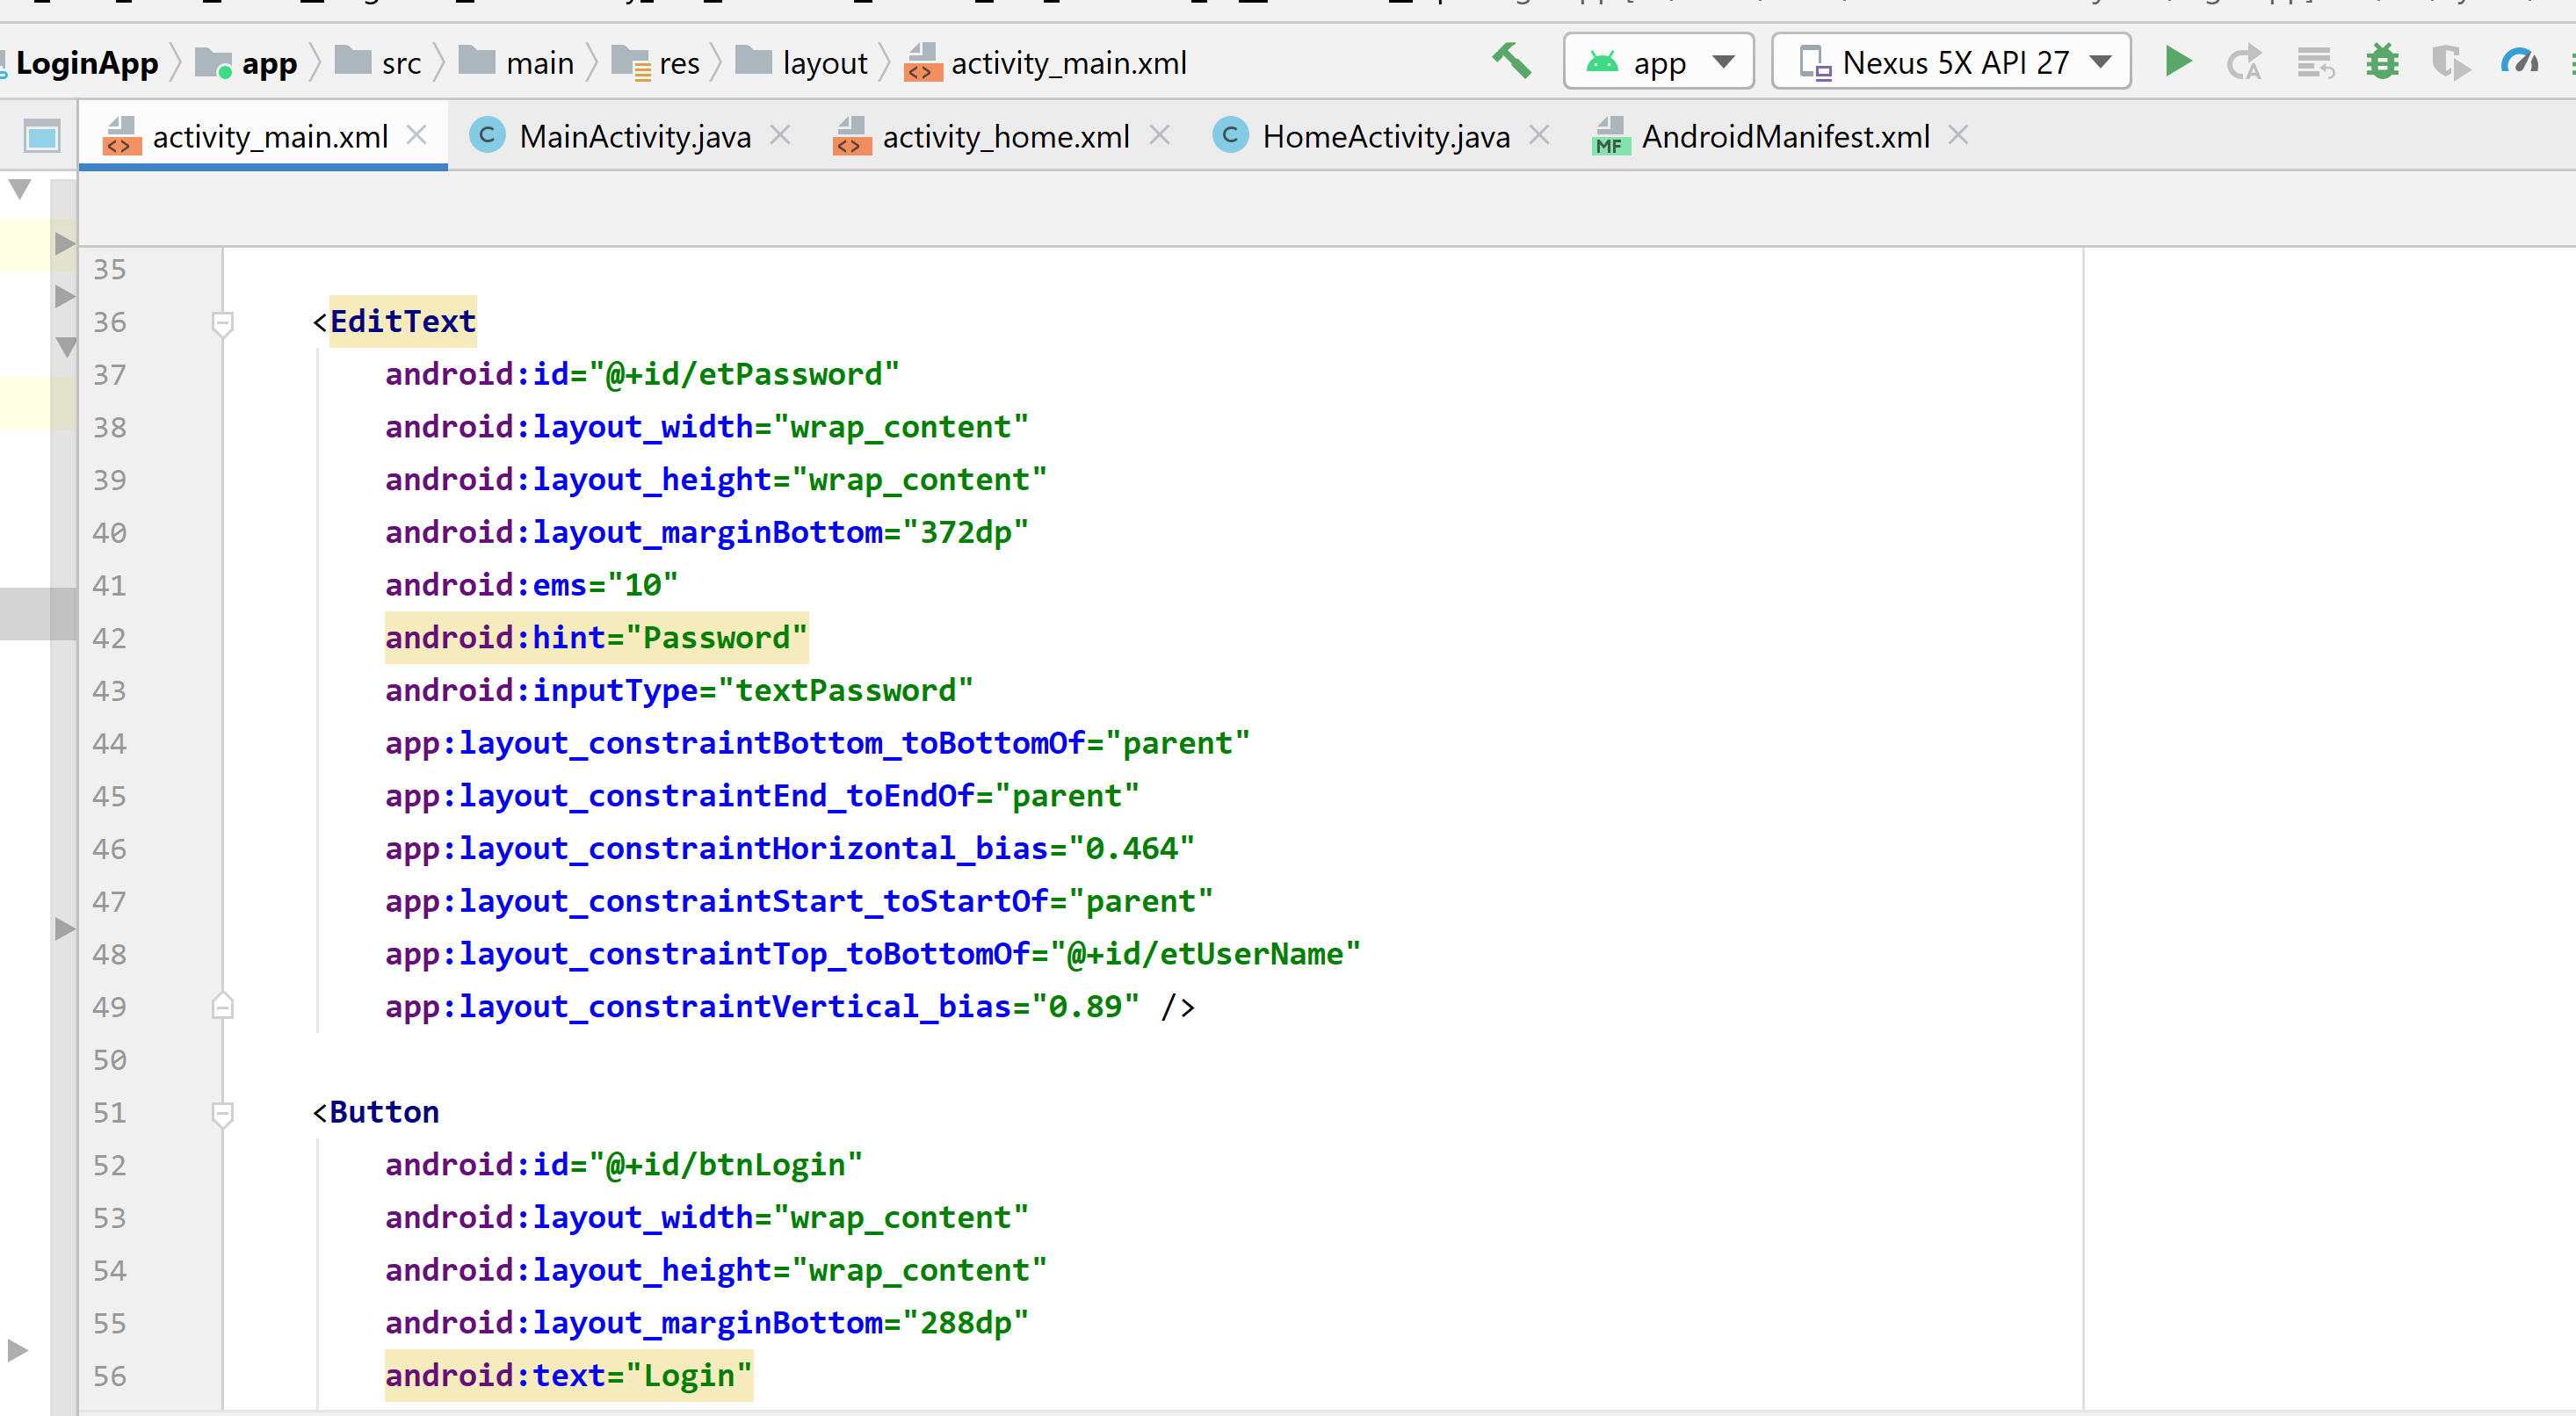 LoginApp app src main res layout activity_main.xml app Nexus 5X API 27
activity_main.xml MainActivity.java activity_home.xml HomeActivity.java AndroidManifest.xml
35
36 <EditText
37 android:id="@+id/etPassword"
38 android:layout_width="wrap_content"
39 android:layout_height="wrap_content"
40 android:layout_marginBottom="372dp"
41 android:ems="10"
42 android:hint="Password"
43 android:inputType="textPassword"
44 app:layout_constraintBottom_toBottomOf="parent"
45 app:layout_constraintEnd_toEndOf="parent"
46 app:layout_constraintHorizontal_bias="0.464"
47 app:layout_constraintStart_toStartOf="parent"
48 app:layout_constraintTop_toBottomOf="@+id/etUserName"
49 app:layout_constraintVertical_bias="0.89" />
50
51 <Button
52 android:id="@+id/btnLogin"
53 android:layout_width="wrap_content"
54 android:layout_height="wrap_content"
55 android:layout_marginBottom="288dp"
56 android:text="Login"